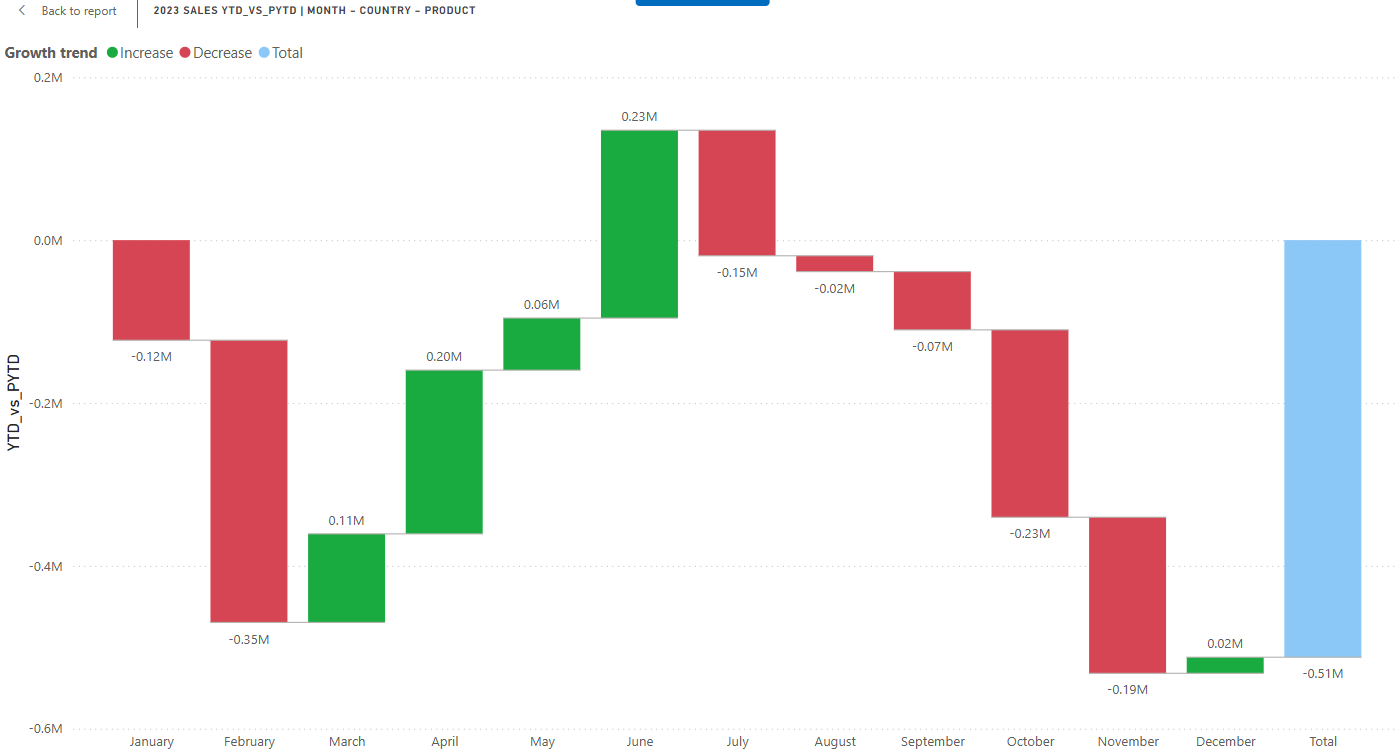 Back to report
2023 SALES YTD_VS_PYTD | MONTH – COUNTRY – PRODUCT
Growth trend Increase Decrease Total
0.2M
0.0M
-0.2M
-0.4M
-0.6M
YTD_vs_PYTD
-0.12M
-0.35M
0.11M
0.20M
0.06M
0.23M
-0.15M
-0.02M
-0.07M
-0.23M
-0.19M
0.02M
-0.51M
January February March April May June July August September October November December Total